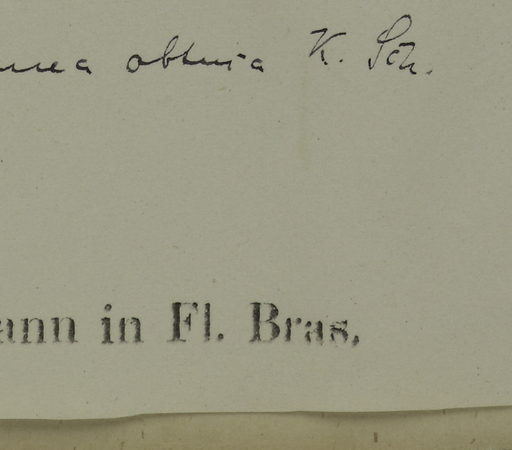 obtusa K. Sch.
ann in Fl. Bras.